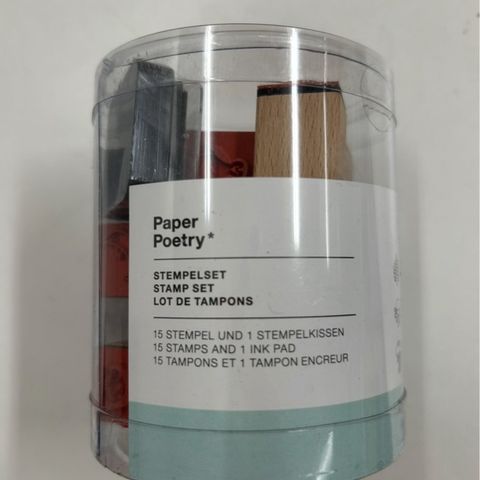 Paper
Poetry*
STEMPELSET
STAMP SET
LOT DE TAMPONS
15 STEMPEL UND 1 STEMPELKISSEN
15 STAMPS AND 1 INK PAD
15 TAMPONS ET 1 TAMPON ENCREUR